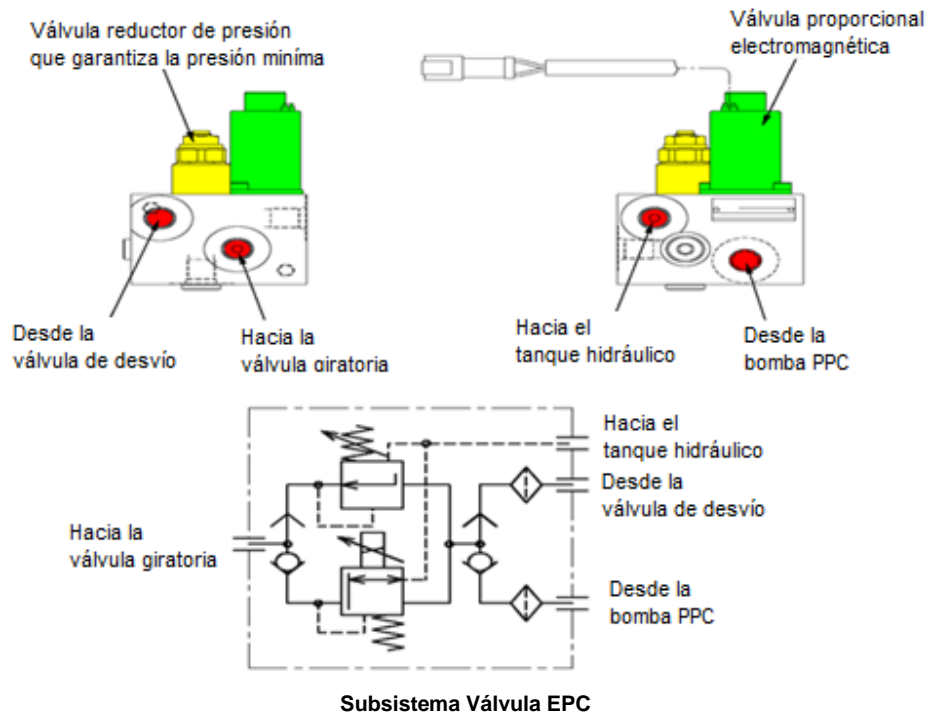 Válvula reductor de presión
que garantiza la presión miníma
Válvula proporcional
electromagnética
Desde la
válvula de desvío
Hacia la
válvula giratoria
Hacia el
tanque hidráulico
Desde la
bomba PPC
Hacia el
tanque hidráulico
Desde la
válvula de desvío
Hacia la
válvula giratoria
Desde la
bomba PPC
Subsistema Válvula EPC